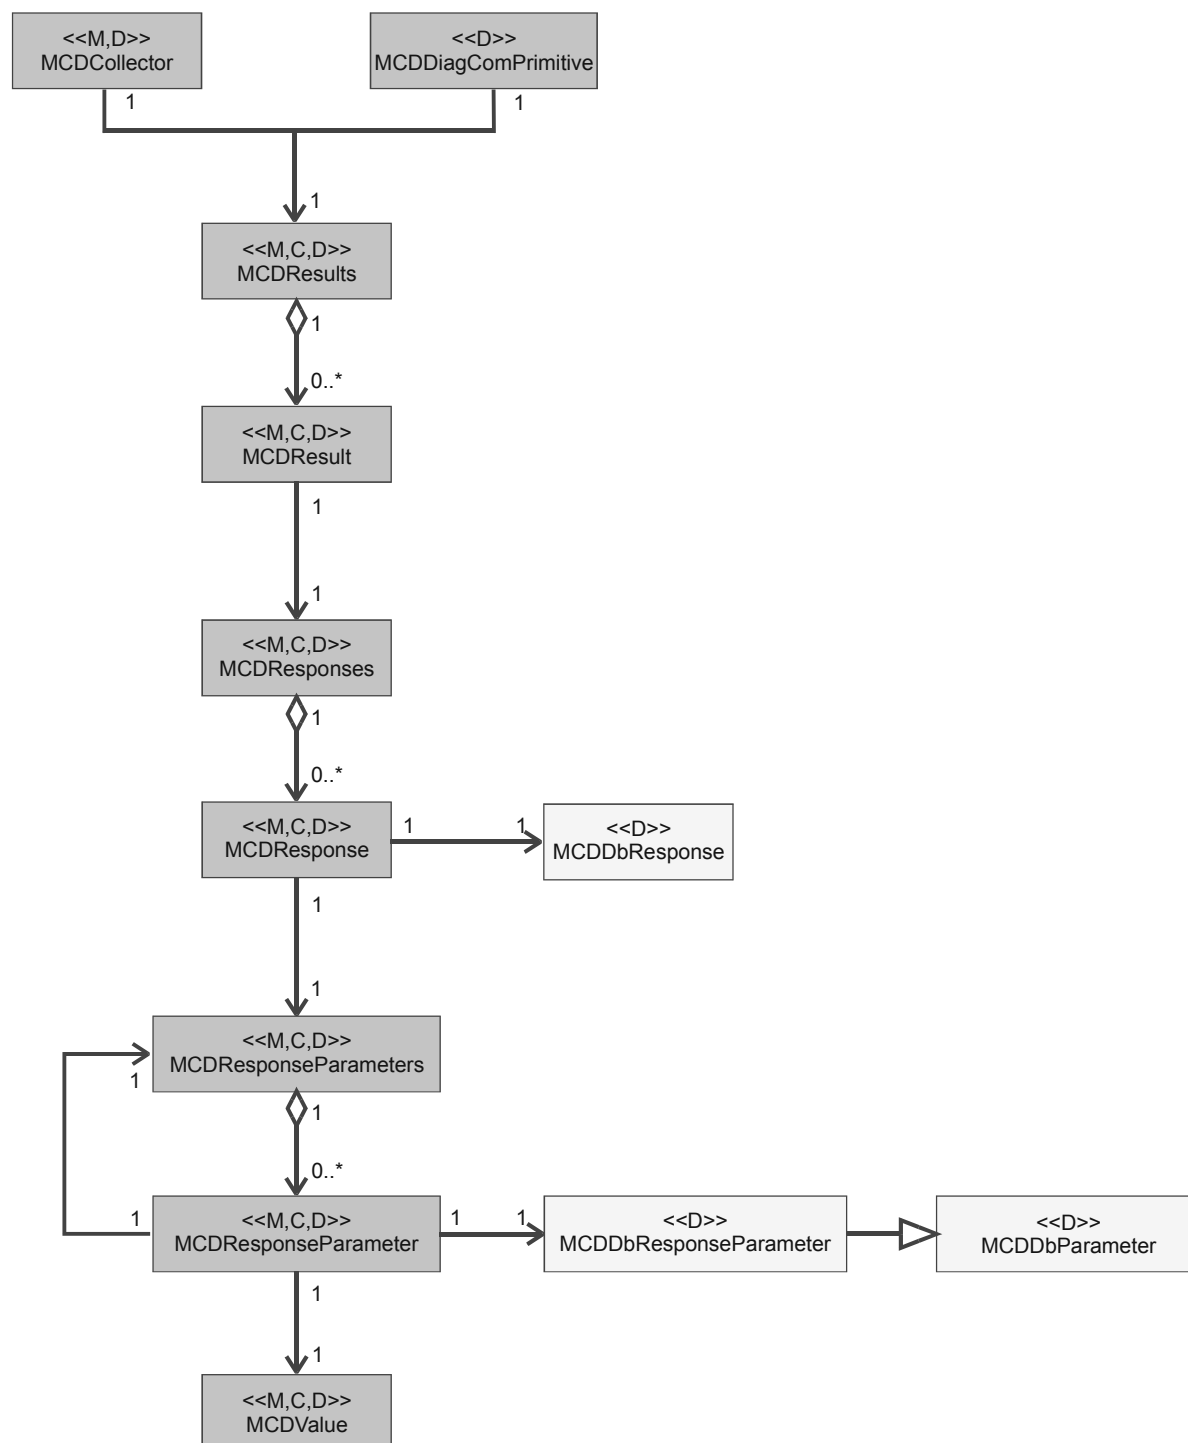 <<M,D>>
MCDCollector
<<D>>
MCDDiagComPrimitive
1
1
1
<<M,C,D>>
MCDResults
1
0..*
<<M,C,D>>
MCDResult
1
1
<<M,C,D>>
MCDResponses
1
0..*
<<M,C,D>>
MCDResponse
1
1
<<D>>
MCDDbResponse
1
1
<<M,C,D>>
MCDResponseParameters
1
1
0..*
1
<<M,C,D>>
MCDResponseParameter
1
1
<<D>>
MCDDbResponseParameter
<<D>>
MCDDbParameter
1
1
<<M,C,D>>
MCDValue